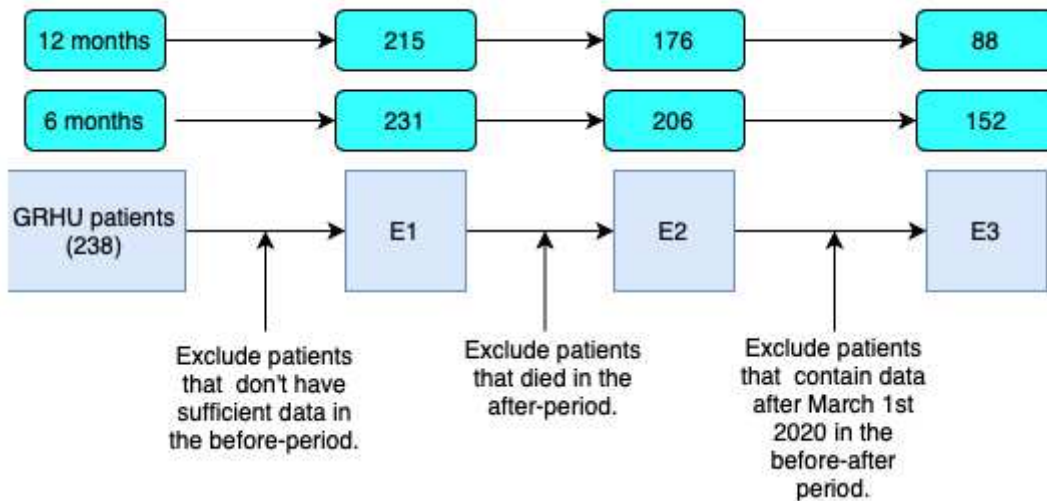 12 months
215
176
88
6 months
231
206
152
GRHU patients
(238)
E1
E2
E3
Exclude patients
that don't have
sufficient data in
the before-period.
Exclude patients
that died in the
after-period.
Exclude patients
that contain data
after March 1st
2020 in the
before-after
period.